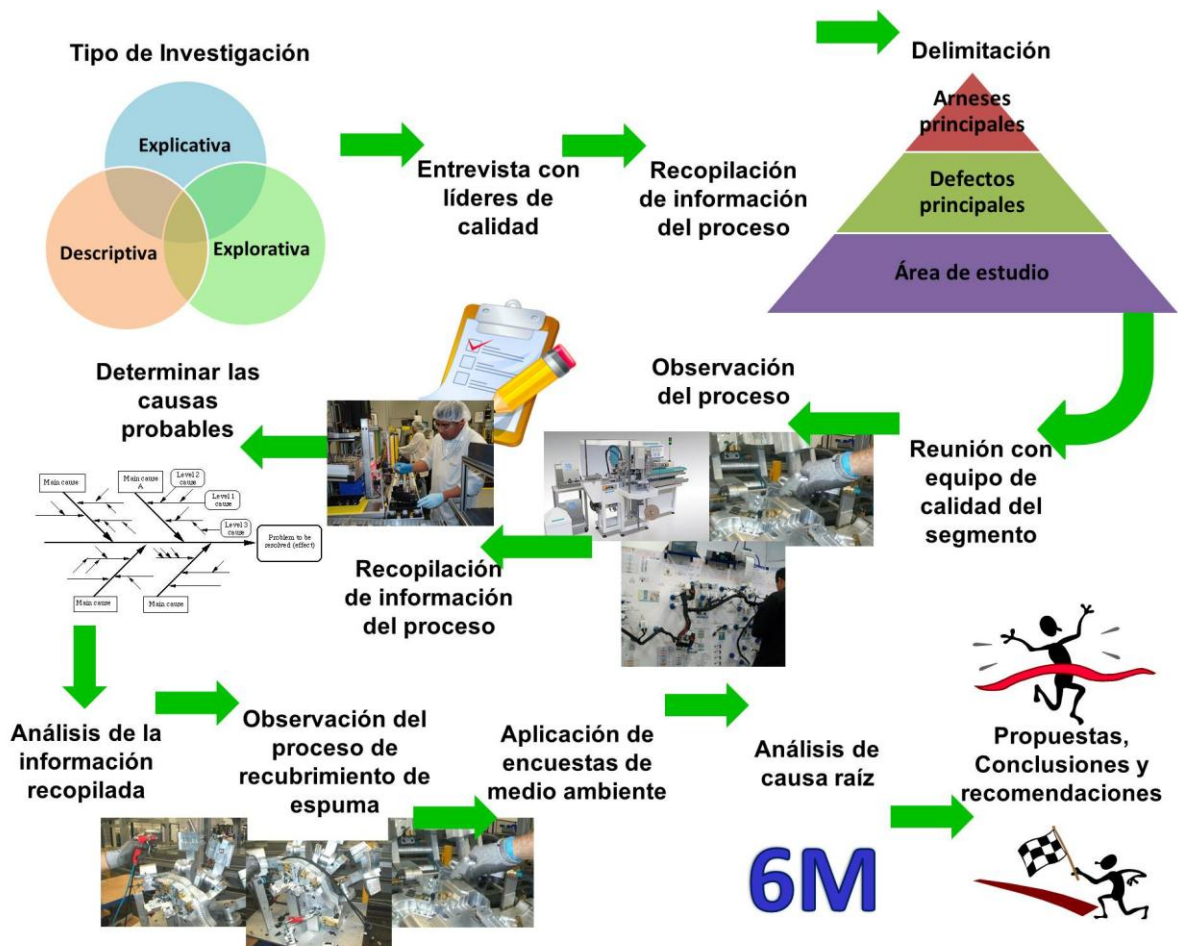 Tipo de Investigación
Explicativa
Descriptiva
Explorativa
Entrevista con
líderes de
calidad
Recopilación
de información
del proceso
Delimitación
Arneses
principales
Defectos
principales
Área de estudio
Reunión con
equipo de
calidad del
segmento
Observación
del proceso
Recopilación
de información
del proceso
Determinar las
causas
probables
Main cause
Main cause
A
Level 2
cause
Level 1
cause
Level 3
cause
Problem to be
resolved (effect)
Main cause
Main cause
Análisis de la
información
recopilada
Observación del
proceso de
recubrimiento de
espuma
Aplicación de
encuestas de
medio ambiente
Análisis de
causa raíz
6M
Propuestas,
Conclusiones y
recomendaciones